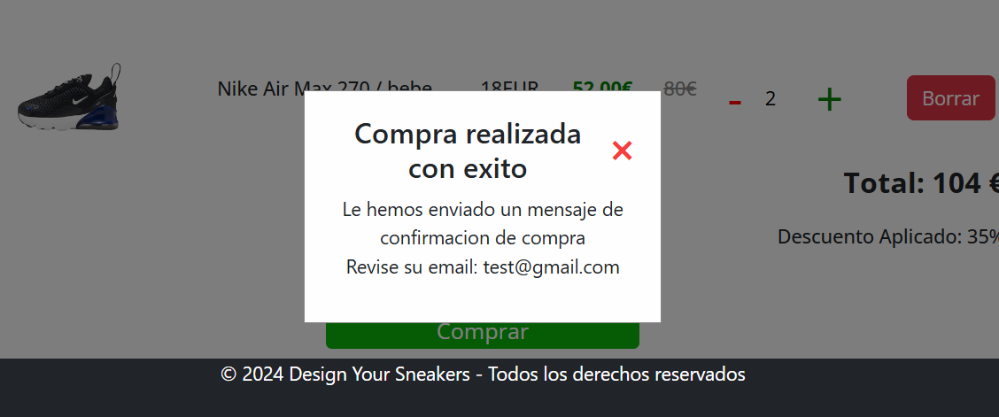 Nike Air Max 270 / bebe 18EUR 52.00€ 80€ - 2 + Borrar
Compra realizada
con exito
Total: 104 €
Le hemos enviado un mensaje de
confirmacion de compra
Descuento Aplicado: 35%
Revise su email: test@gmail.com
Comprar
© 2024 Design Your Sneakers - Todos los derechos reservados